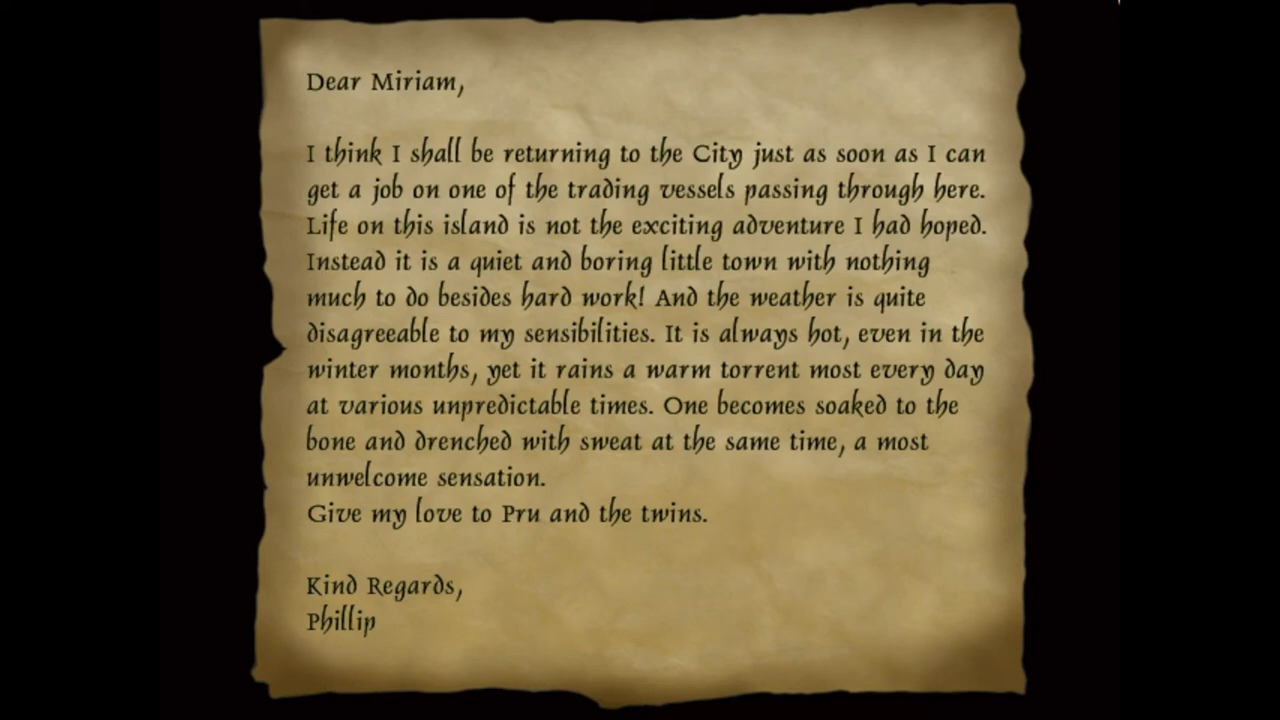 Dear Miriam,
I think I shall be returning to the City just as soon as I can
get a job on one of the trading vessels passing through here.
Life on this island is not the exciting adventure I had hoped.
Instead it is a quiet and boring little town with nothing
much to do besides hard work! And the weather is quite
disagreeable to my sensibilities. It is always hot, even in the
winter months, yet it rains a warm torrent most every day
at various unpredictable times. One becomes soaked to the
bone and drenched with sweat at the same time, a most
unwelcome sensation.
Give my love to Pru and the twins.
Kind Regards,
Phillip